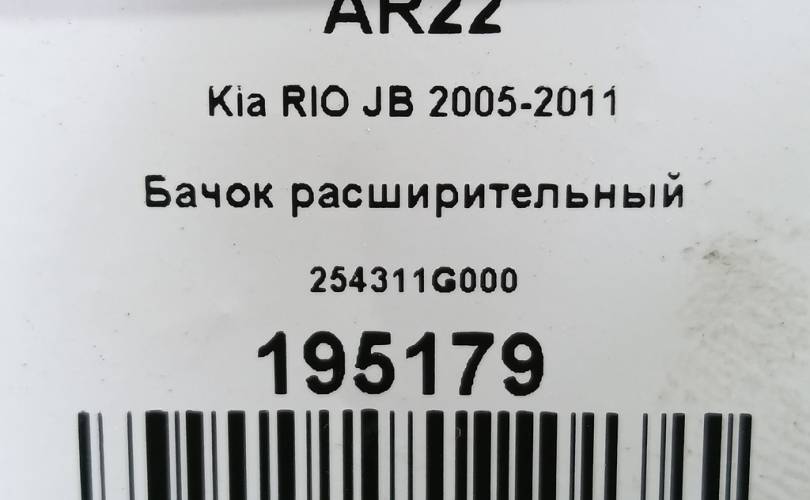 AR22
Kia RIO JB 2005-2011
Бачок расширительный
254311G000
195179